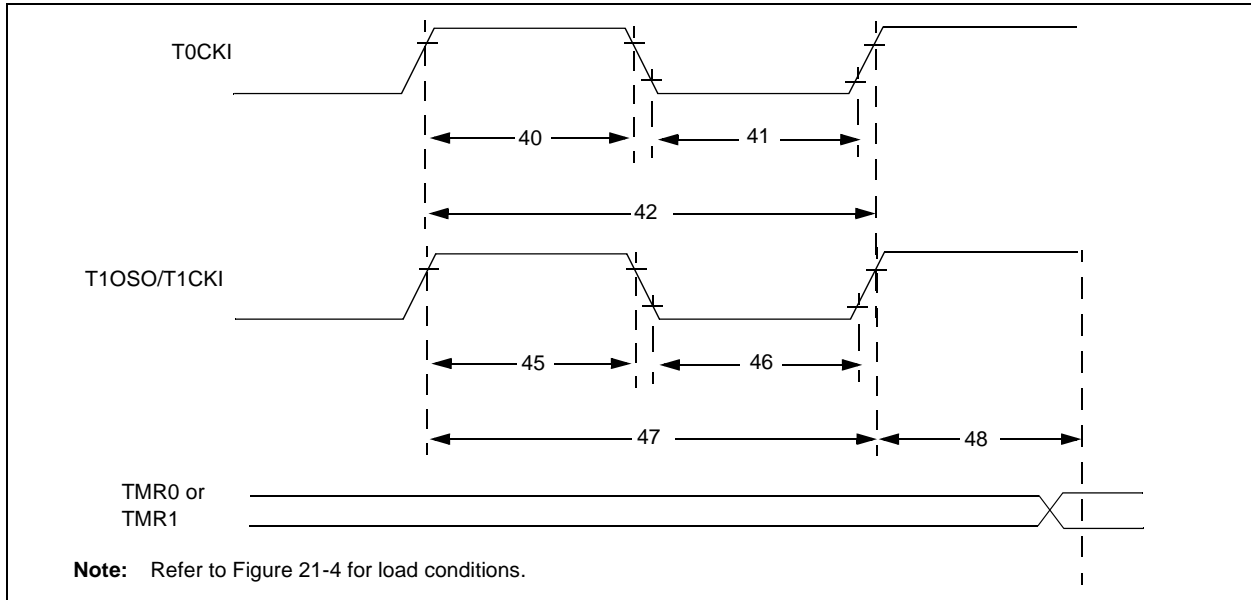 T0CKI
40
41
42
T1OSO/T1CKI
45
46
47
48
TMR0 or
TMR1
Note: Refer to Figure 21-4 for load conditions.